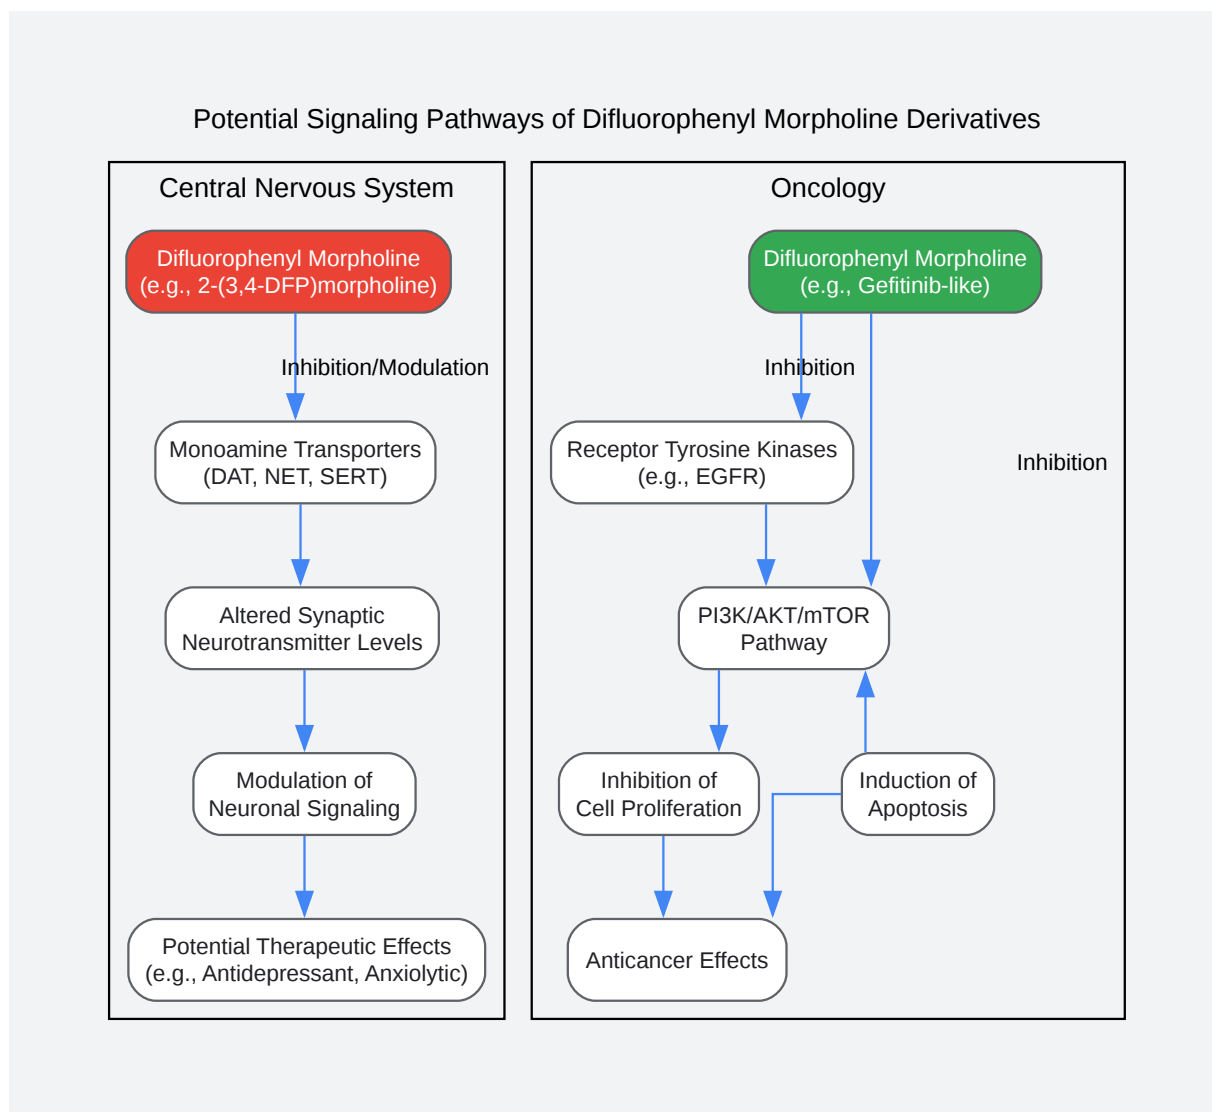 Potential Signaling Pathways of Difluorophenyl Morpholine Derivatives
Central Nervous System
Difluorophenyl Morpholine
(e.g., 2-(3,4-DFP)morpholine)
Inhibition/Modulation
Monoamine Transporters
(DAT, NET, SERT)
Altered Synaptic
Neurotransmitter Levels
Modulation of
Neuronal Signaling
Potential Therapeutic Effects
(e.g., Antidepressant, Anxiolytic)
Oncology
Difluorophenyl Morpholine
(e.g., Gefitinib-like)
Inhibition
Receptor Tyrosine Kinases
(e.g., EGFR)
Inhibition
PI3K/AKT/mTOR
Pathway
Inhibition of
Cell Proliferation
Induction of
Apoptosis
Anticancer Effects